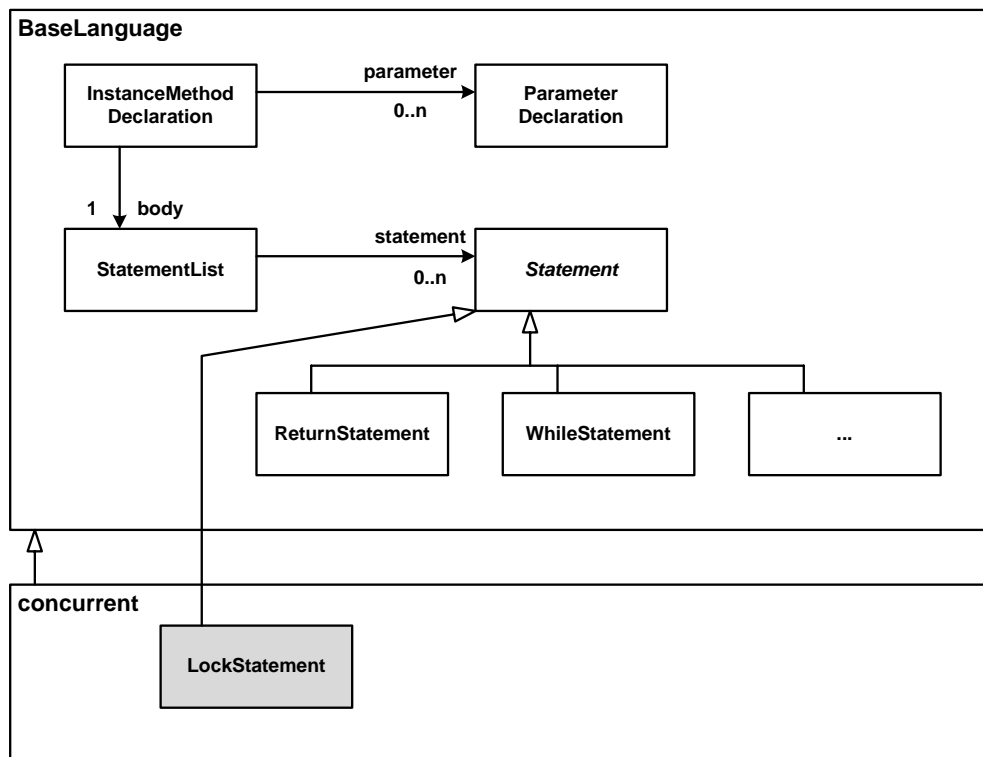 BaseLanguage
parameter
InstanceMethod
Declaration
Parameter
Declaration
0..n
1 body
statement
StatementList
Statement
0..n
ReturnStatement
WhileStatement
...
concurrent
LockStatement